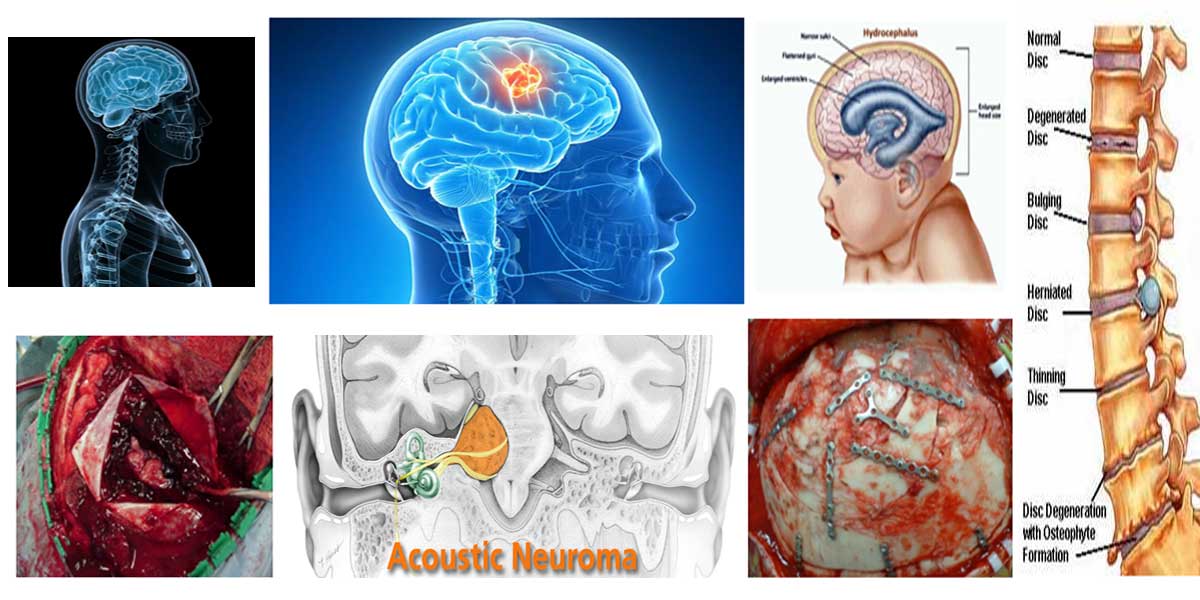 Hydrocephalus
Narrow sulci
Flattened gyri
Enlarged ventricles
Enlarged
head size
Normal
Disc
Degenerated
Disc
Bulging
Disc
Herniated
Disc
Thinning
Disc
Disc Degeneration
with Osteophyte
Formation
Acoustic Neuroma